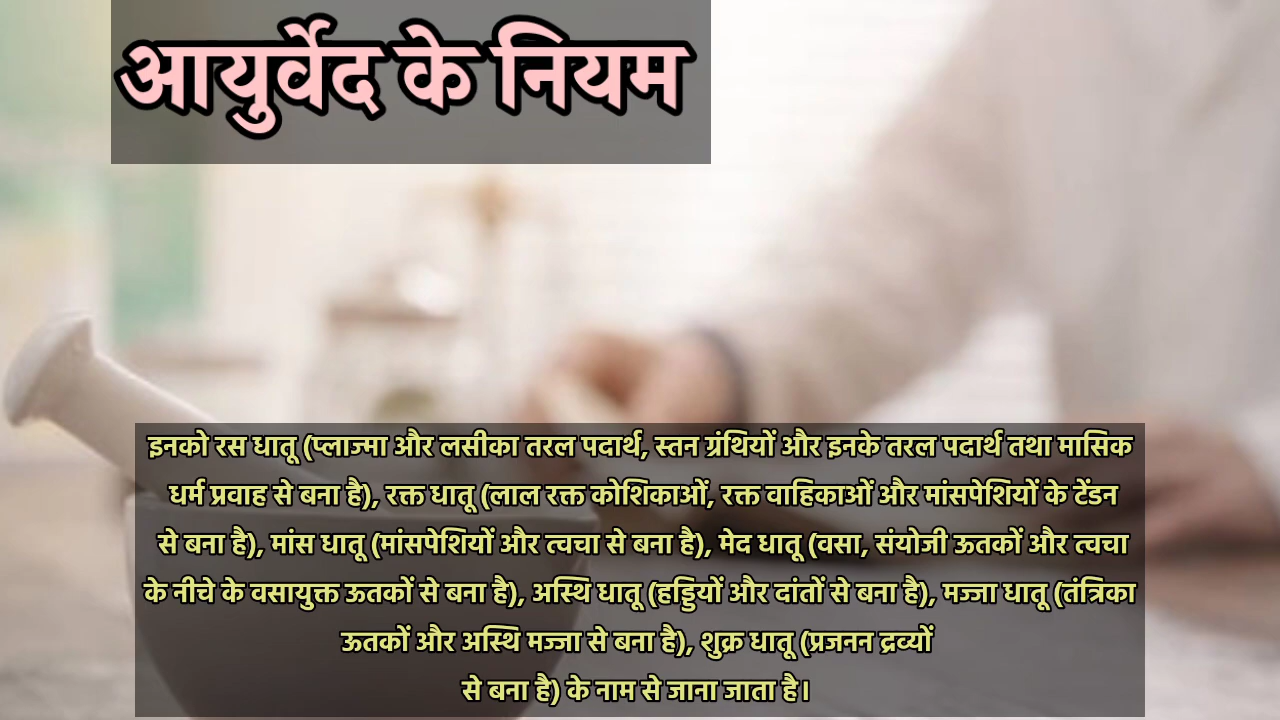 आयुर्वेद के नियम
इनको रस धातू (प्लाज्मा और लसीका तरल पदार्थ, स्तन ग्रंथियों और इनके तरल पदार्थ तथा मासिक
धर्म प्रवाह से बना है), रक्त धातू (लाल रक्त कोशिकाओं, रक्त वाहिकाओं और मांसपेशियों के टेंडन
से बना है), मांस धातू (मांसपेशियों और त्वचा से बना है), मेद धातू (वसा, संयोजी ऊतकों और त्वचा
के नीचे के वसायुक्त ऊतकों से बना है), अस्थि धातू (हड्डियों और दांतों से बना है), मज्जा धातू (तंत्रिका
ऊतकों और अस्थि मज्जा से बना है), शुक्र धातू (प्रजनन द्रव्यों
से बना है) के नाम से जाना जाता है।